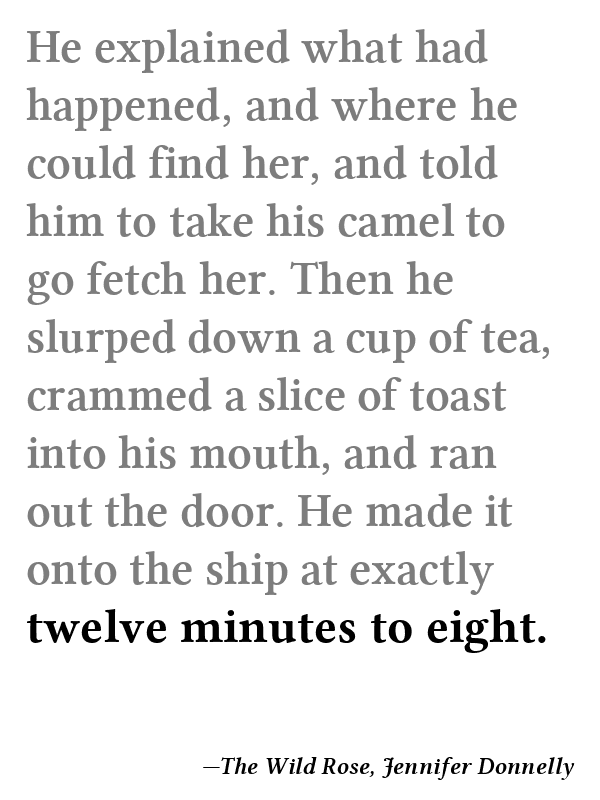 He explained what had
happened, and where he
could find her, and told
him to take his camel to
go fetch her. Then he
slurped down a cup of tea,
crammed a slice of toast
into his mouth, and ran
out the door. He made it
onto the ship at exactly
twelve minutes to eight.
—The Wild Rose, Jennifer Donnelly